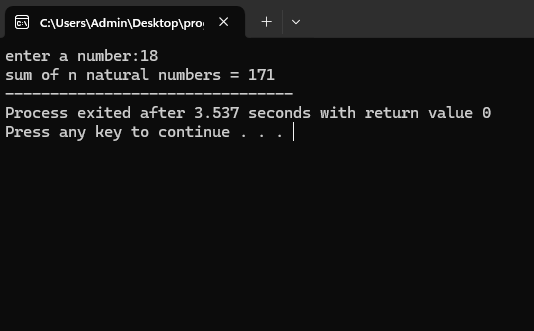 C:\Users\Admin\Desktop\pro
enter a number:18
sum of n natural numbers = 171
--------------------------------
Process exited after 3.537 seconds with return value 0
Press any key to continue . . .